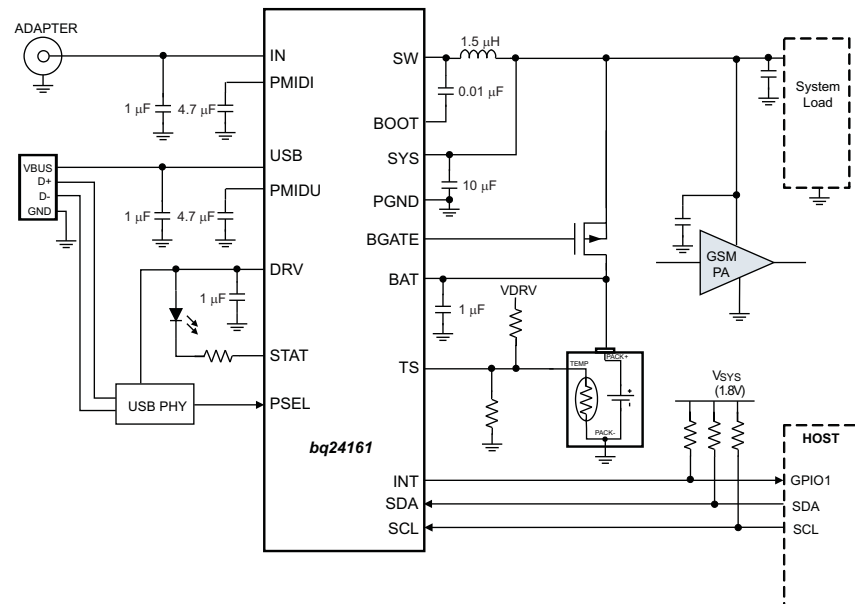 ADAPTER
IN
PMIDI
1 μF
4.7 μF
VBUS
D+
D-
GND
USB
PMIDU
1 μF
4.7 μF
DRV
1 μF
STAT
USB PHY
PSEL
bq24161
SW
1.5 μH
0.01 μF
BOOT
SYS
10 μF
PGND
BGATE
BAT
1 μF
VDRV
TS
TEMP
PACK+
+
-
PACK-
System
Load
GSM
PA
VSYS
(1.8V)
HOST
INT
GPIO1
SDA
SDA
SCL
SCL